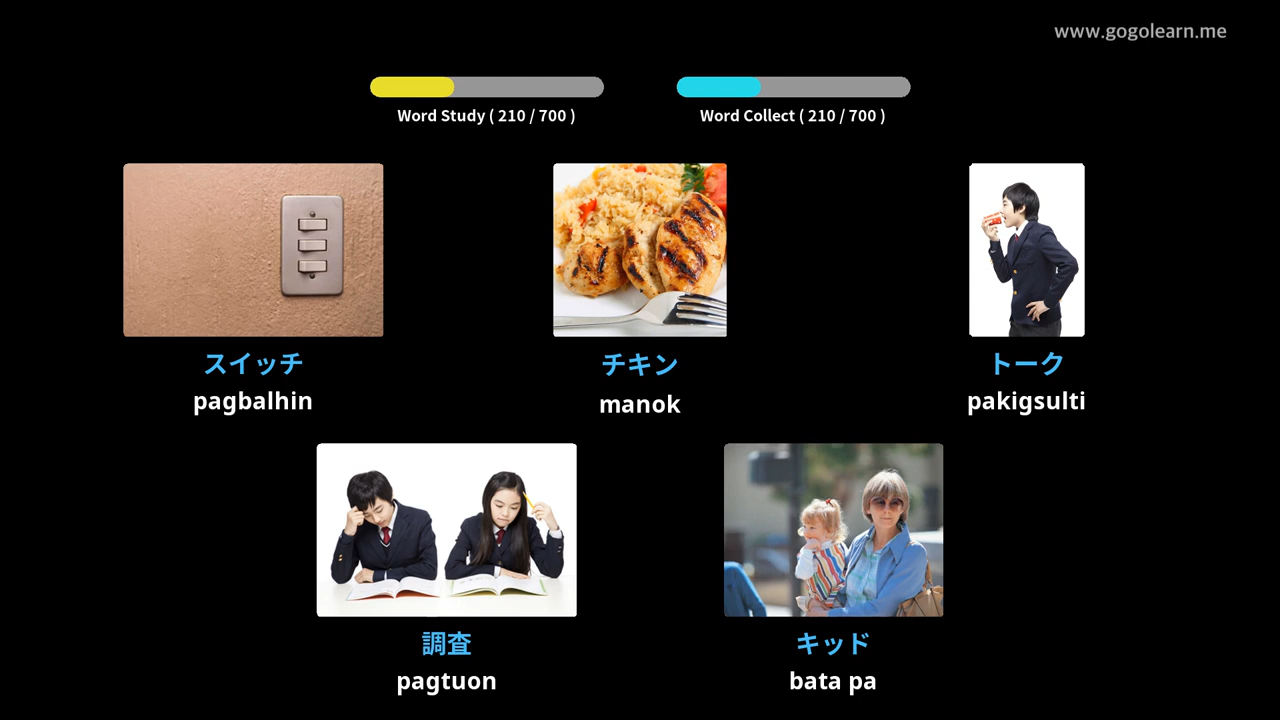 www.gogolearn.me
Word Study ( 210 / 700 )
Word Collect ( 210 / 700 )
スイッチ
pagbalhin
チキン
manok
トーク
pakigsulti
調査
pagtuon
キッド
bata pa